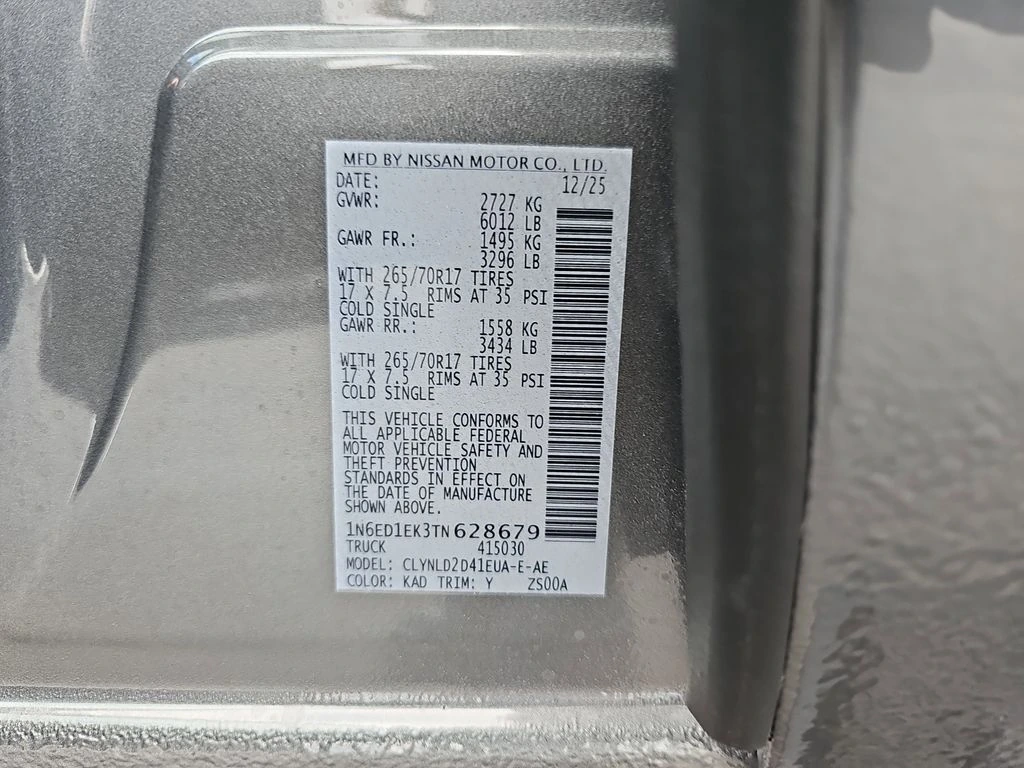 MFD BY NISSAN MOTOR CO., LTD.
DATE: 12/25
GVWR: 2727 KG
6012 LB
GAWR FR.: 1495 KG
3296 LB
WITH 265/70R17 TIRES
17 X 7.5 RIMS AT 35 PSI
COLD SINGLE
GAWR RR.: 1558 KG
3434 LB
WITH 265/70R17 TIRES
17 X 7.5 RIMS AT 35 PSI
COLD SINGLE
THIS VEHICLE CONFORMS TO
ALL APPLICABLE FEDERAL
MOTOR VEHICLE SAFETY AND
THEFT PREVENTION
STANDARDS IN EFFECT ON
THE DATE OF MANUFACTURE
SHOWN ABOVE.
1N6ED1EK3TN628679
TRUCK 415030
MODEL: CLYNLD2D41EUA-E-AE
COLOR: KAD TRIM: Y ZS00A